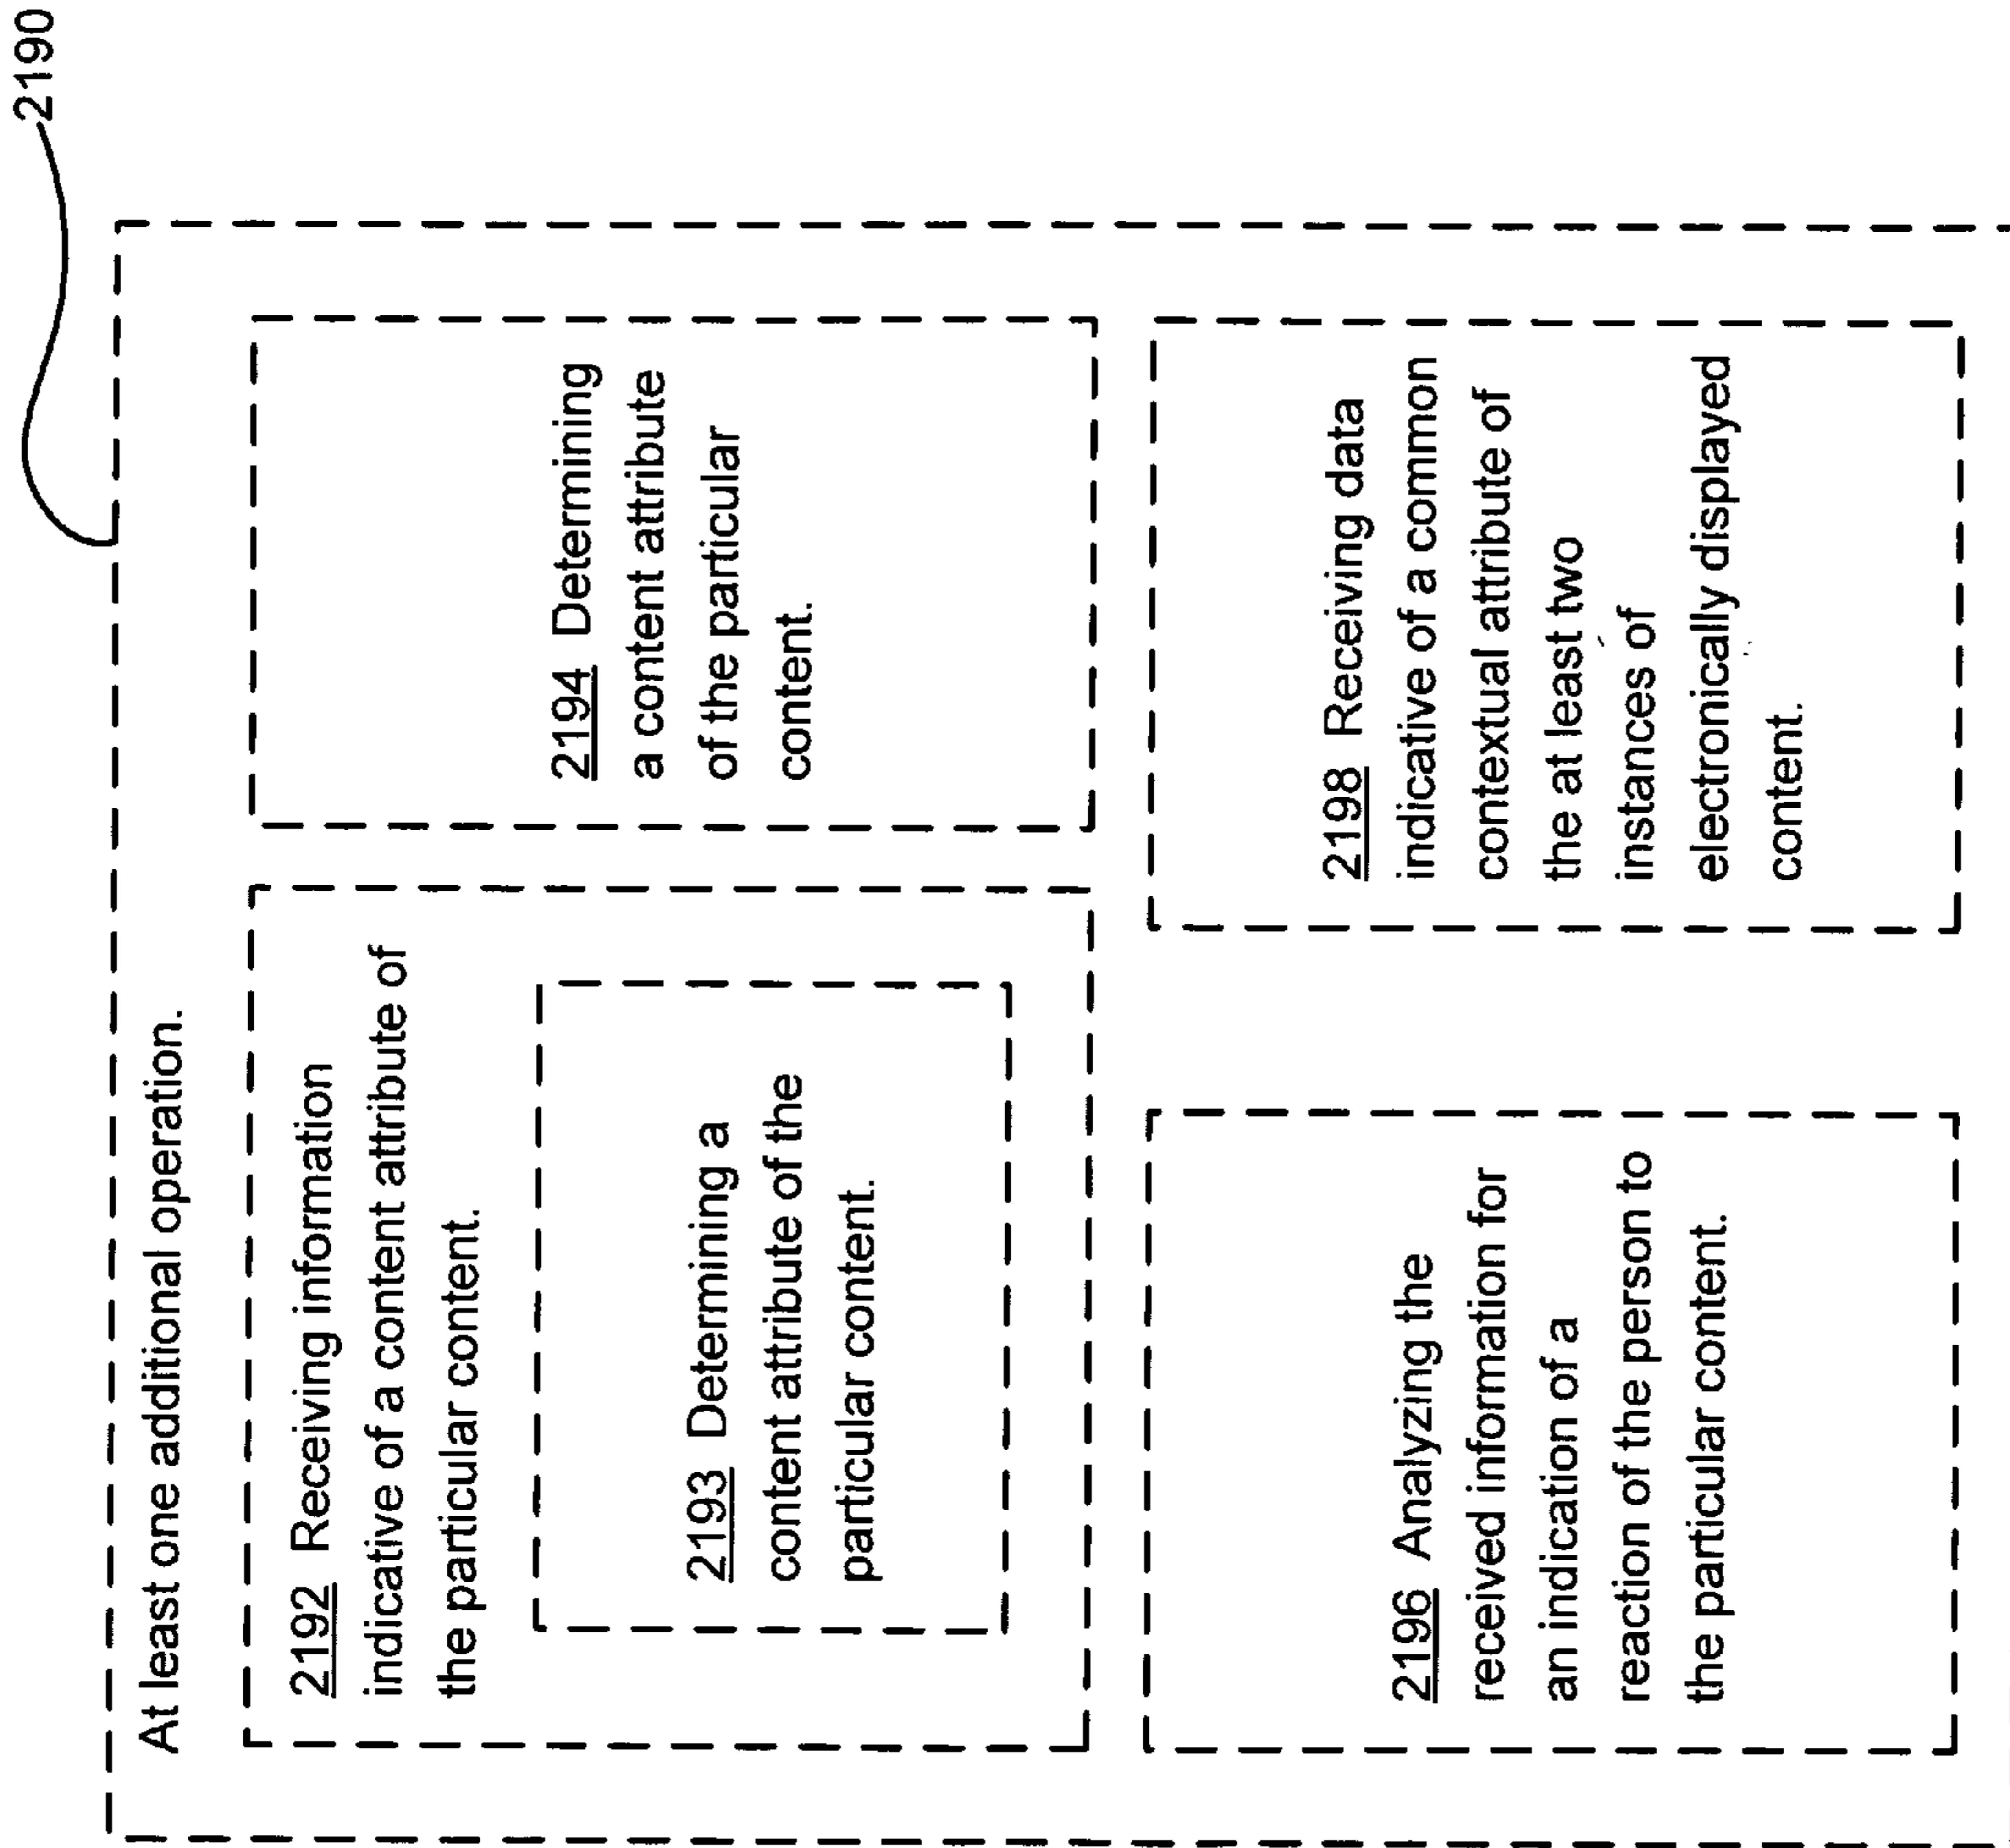 2190
At least one additional operation.
2192 Receiving information
indicative of a content attribute of
the particular content.
2193 Determining a
content attribute of the
particular content.
2194 Determining
a content attribute
of the particular
content.
2196 Analyzing the
received information for
an indication of a
reaction of the person to
the particular content.
2198 Receiving data
indicative of a common
contextual attribute of
the at least two
instances of
electronically displayed
content.